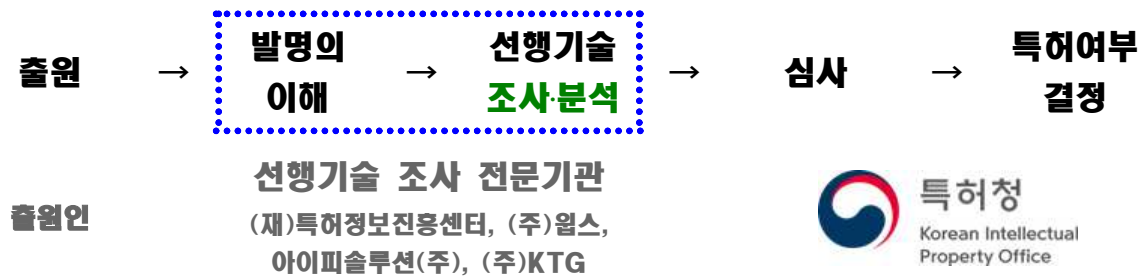 출원 → 발명의 이해 → 선행기술 조사·분석 → 심사 → 특허여부 결정
출원인
선행기술 조사 전문기관
(재)특허정보진흥센터, (주)윕스,
아이피솔루션(주), (주)KTG
특허청
Korean Intellectual
Property Office